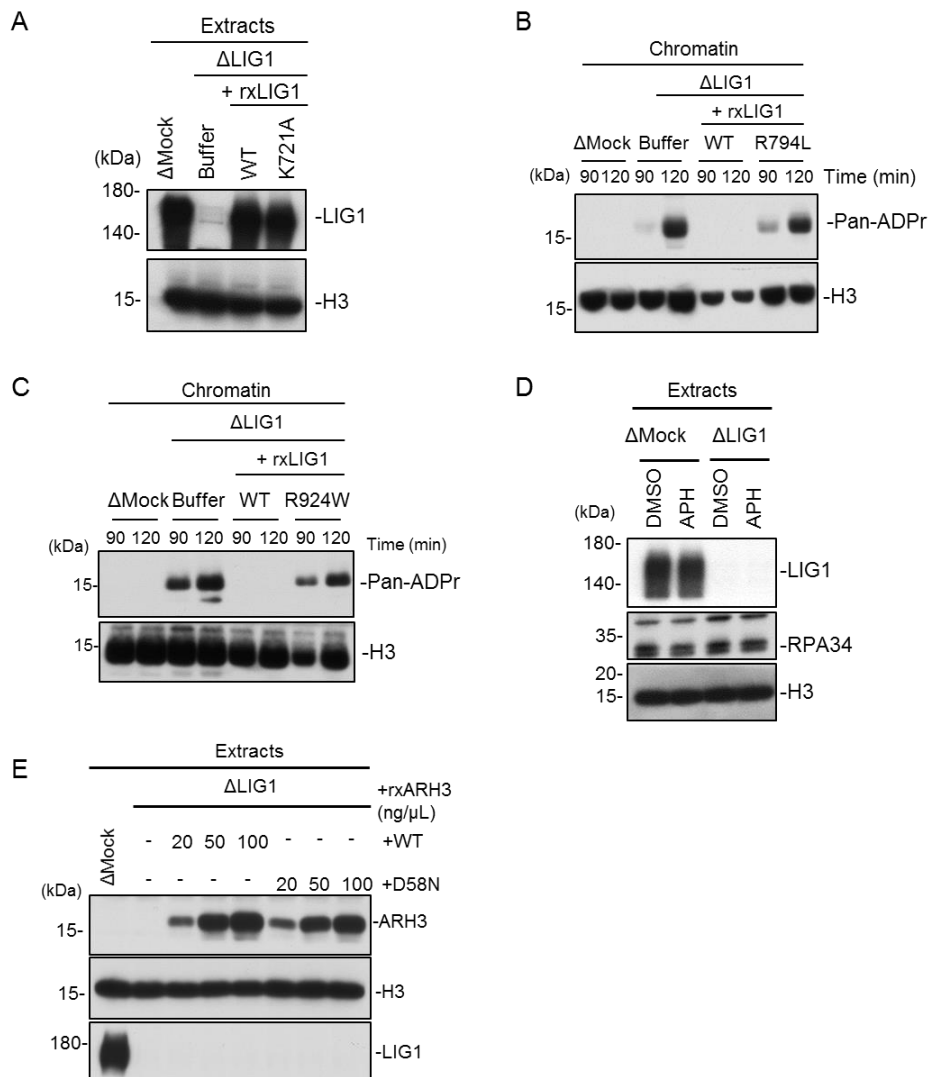 A
Extracts
ΔLIG1
+ rxLIG1
ΔMock
Buffer
WT
K721A
(kDa)
180-
140-
-LIG1
15-
-H3
B
Chromatin
ΔLIG1
+ rxLIG1
ΔMock Buffer WT R794L
(kDa) 90 120 90 120 90 120 90 120 Time (min)
-Pan-ADPr
15-
-H3
15-
C
Chromatin
ΔLIG1
+ rxLIG1
ΔMock Buffer WT R924W
90 120 90 120 90 120 90 120 Time (min)
(kDa)
15- -Pan-ADPr
15- -H3
D
Extracts
ΔMock ΔLIG1
DMSO
APH
DMSO
APH
(kDa)
180-
-LIG1
140-
35- -RPA34
20-
15- -H3
E
Extracts
ΔLIG1 +rxARH3
(ng/µL)
ΔMock
- 20 50 100 - - - +WT
- - - - 20 50 100 +D58N
(kDa)
15- -ARH3
15- -H3
180- -LIG1